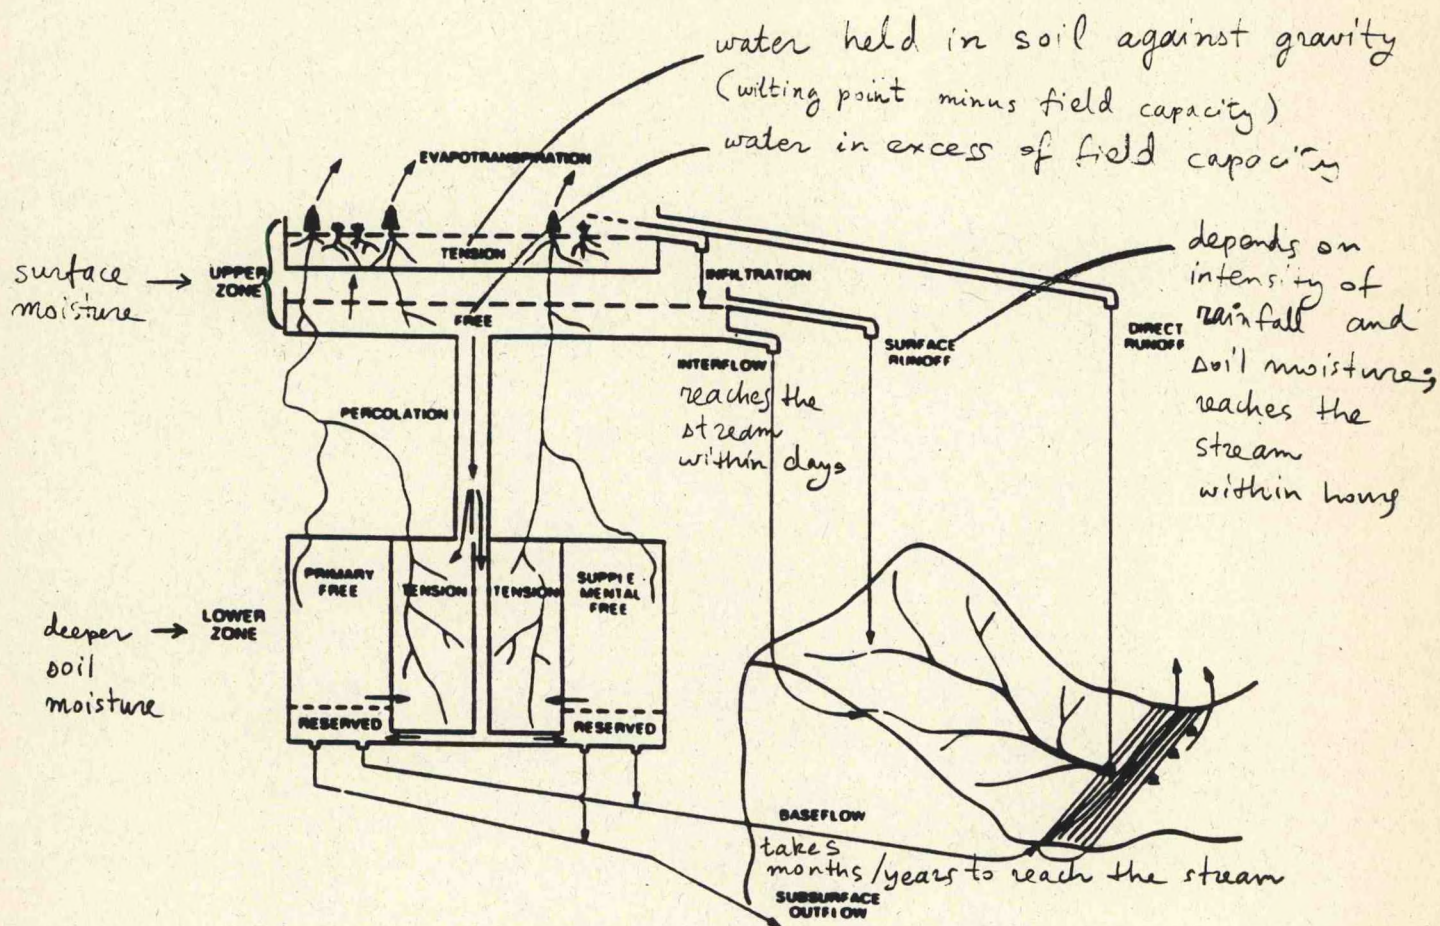 water held in soil against gravity
(wilting point minus field capacity)
water in excess of field capacity
EVAPOTRANSPIRATION
TENSION
surface
moisture
UPPER
ZONE
INFILTRATION
FREE
depends on
intensity of
rainfall and
soil moisture;
reaches the
stream
within hours
DIRECT
RUNOFF
SURFACE
RUNOFF
INTERFLOW
reaches the
stream
within days
PERCOLATION
PRIMARY
FREE
TENSION
TENSION
SUPPLE
MENTAL
FREE
deeper
soil
moisture
LOWER
ZONE
RESERVED
RESERVED
BASEFLOW
takes
months/years to reach the stream
SUBSURFACE
OUTFLOW